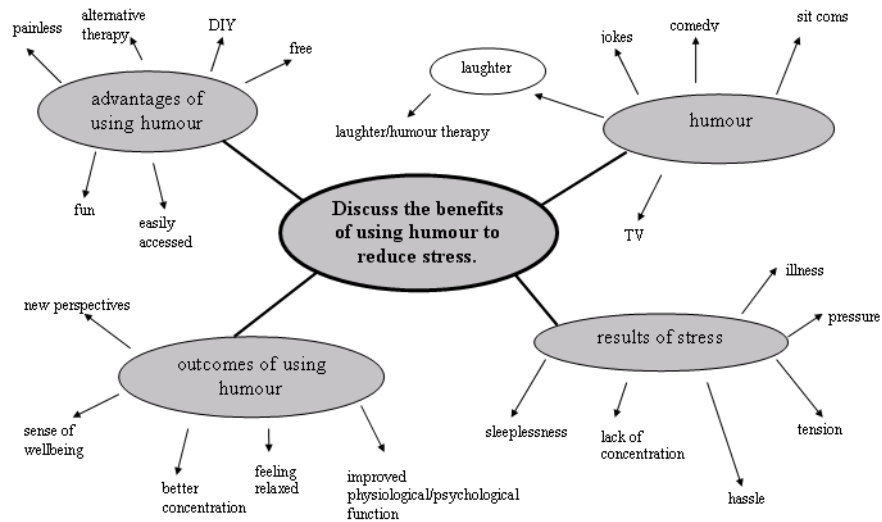 painless
alternative
therapy
DIY
free
advantages of
using humour
fun
easily
accessed
laughter
laughter/humour therapy
jokes
comedy
sit coms
humour
TV
Discuss the benefits
of using humour to
reduce stress.
new perspectives
outcomes of using
humour
sense of
wellbeing
better
concentration
feeling
relaxed
improved
physiological/psychological
function
illness
pressure
results of stress
sleeplessness
lack of
concentration
tension
hassle